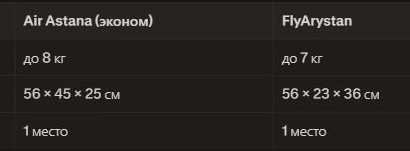 Air Astana (эконом) FlyArystan
до 8 кг до 7 кг
56 × 45 × 25 см 56 × 23 × 36 см
1 место 1 место